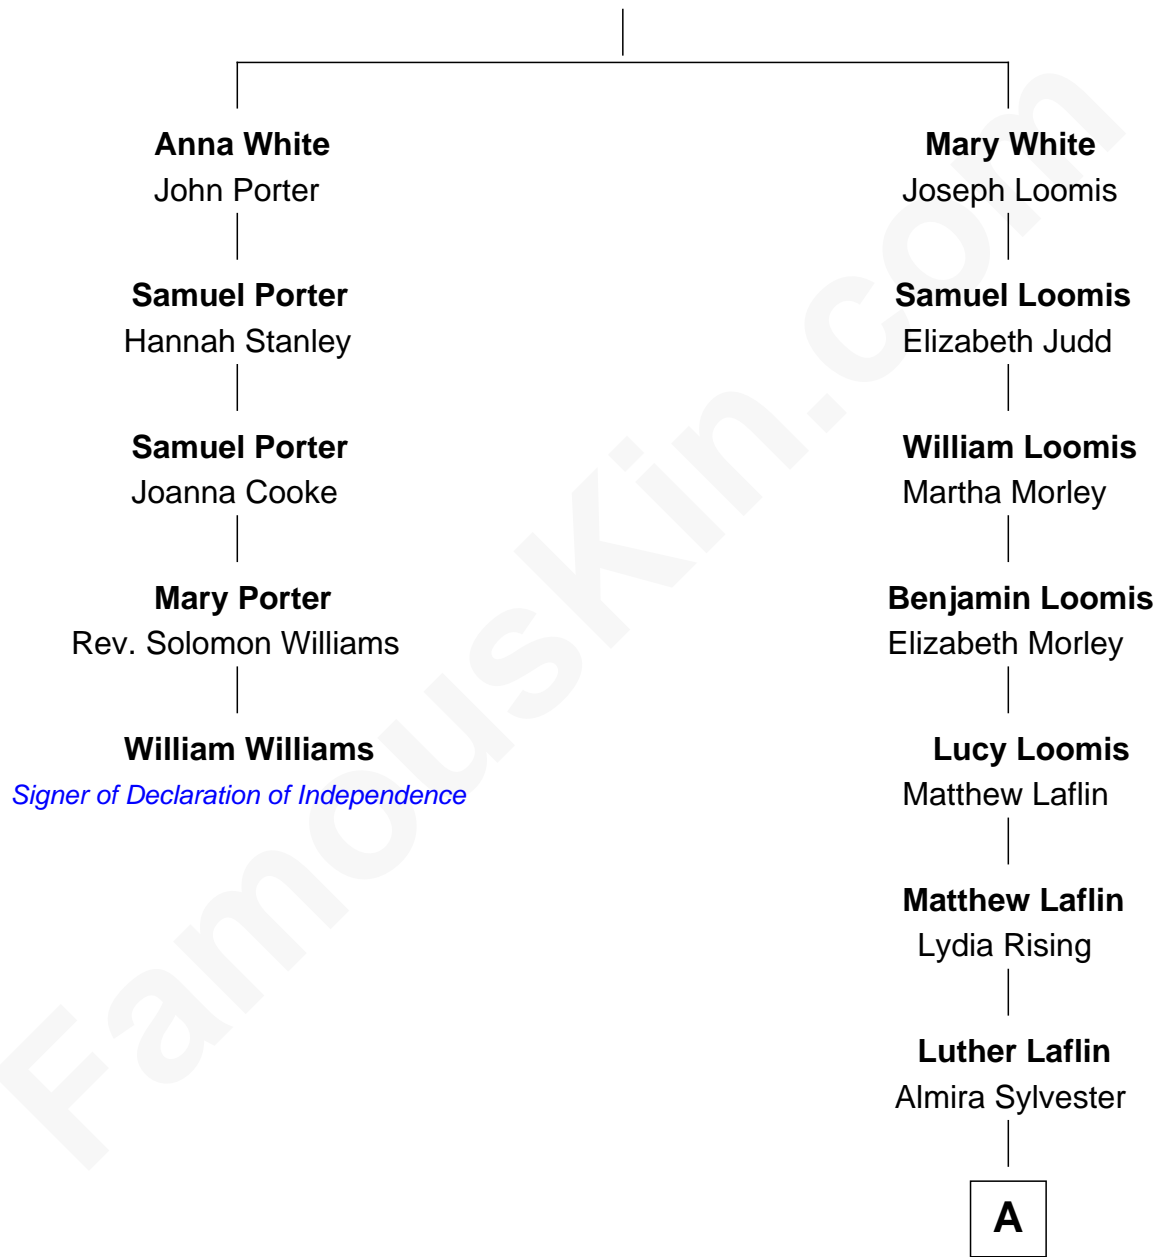 Anna White
John Porter
Samuel Porter
Hannah Stanley
Samuel Porter
Joanna Cooke
Mary Porter
Rev. Solomon Williams
William Williams
Signer of Declaration of Independence
Mary White
Joseph Loomis
Samuel Loomis
Elizabeth Judd
William Loomis
Martha Morley
Benjamin Loomis
Elizabeth Morley
Lucy Loomis
Matthew Laflin
Matthew Laflin
Lydia Rising
Luther Laflin
Almira Sylvester
A
FamousKin.com